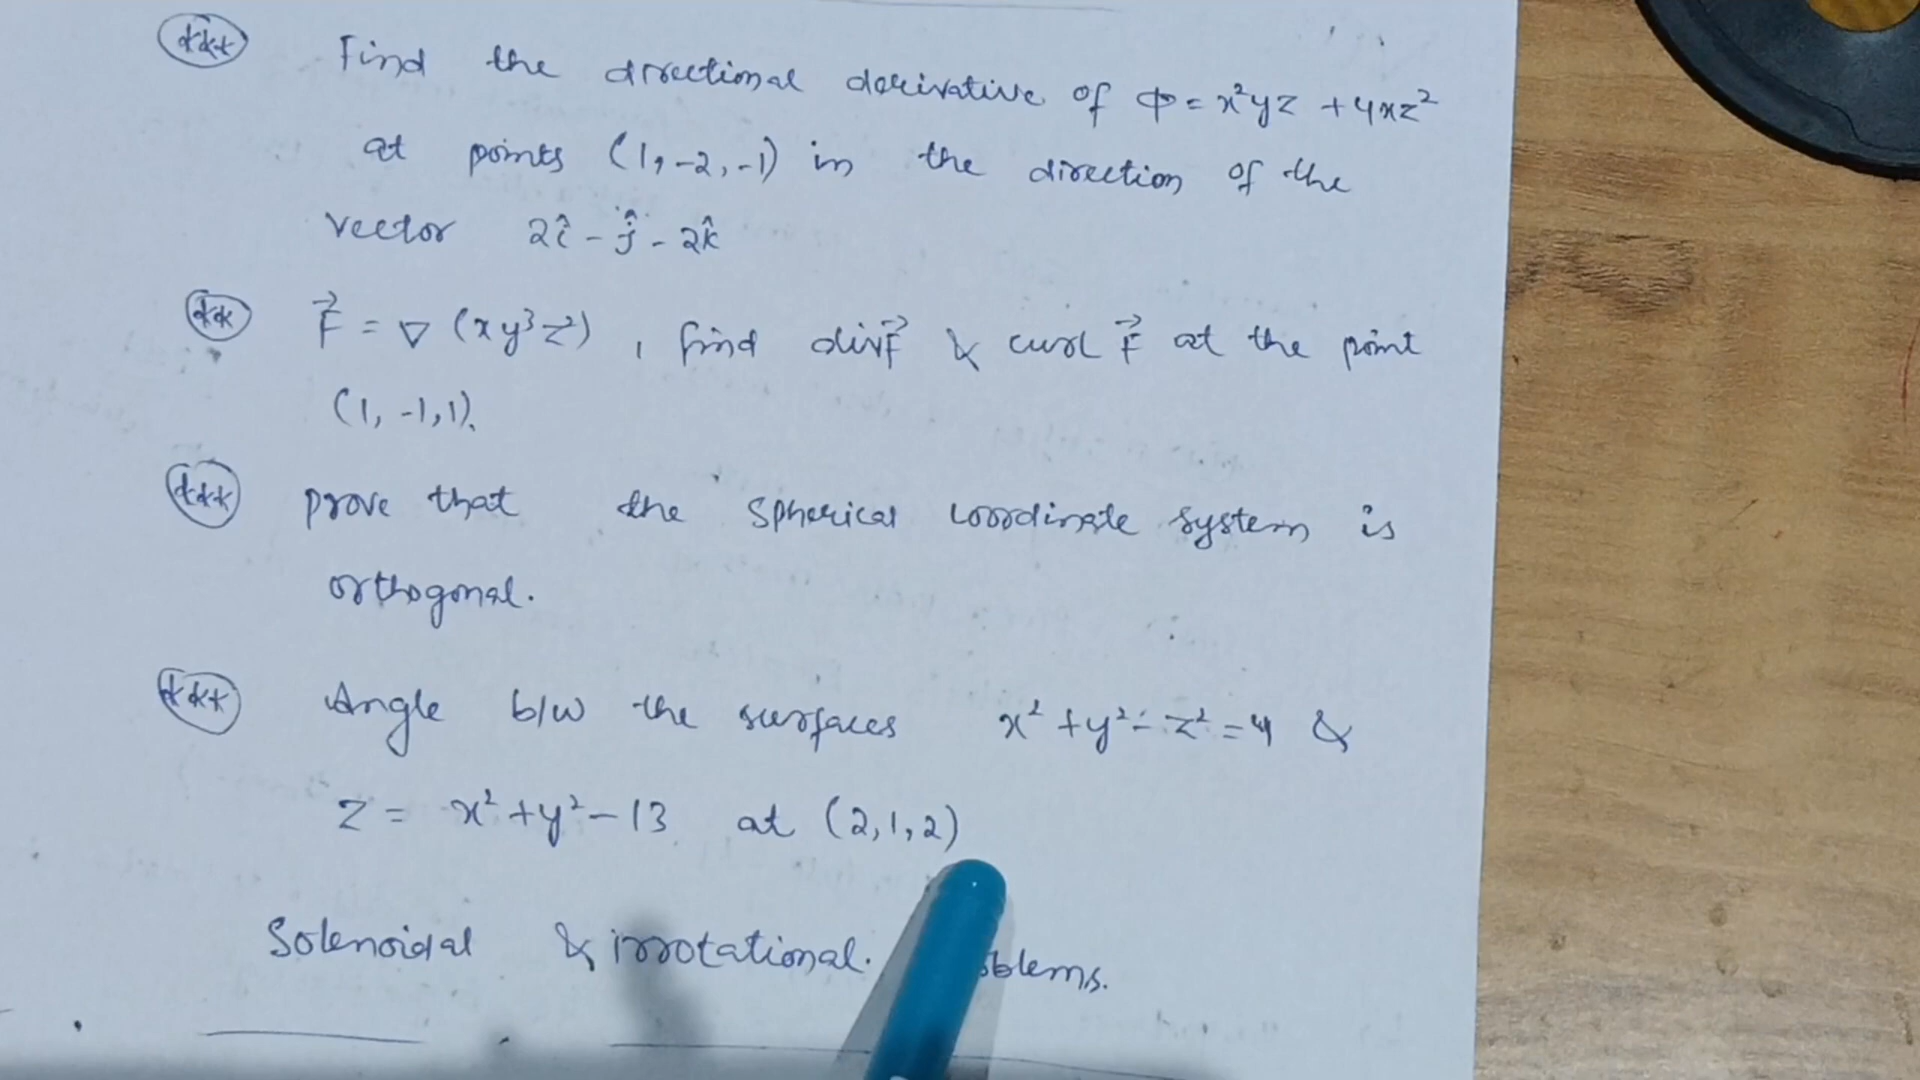 *** Find the directional derivative of φ = x²yz + 4xz²
at points (1, -2, -1) in the direction of the
vector 2î - ĵ - 2k̂
** F⃗ = ∇ (xy³z²), find div F⃗ & curl F⃗ at the point
(1, -1, 1).
*** prove that the spherical coordinate system is
orthogonal.
*** Angle b/w the surfaces x² + y² - z² = 4 &
z = x² + y² - 13 at (2, 1, 2)
Solenoidal & irrotational. oblems.